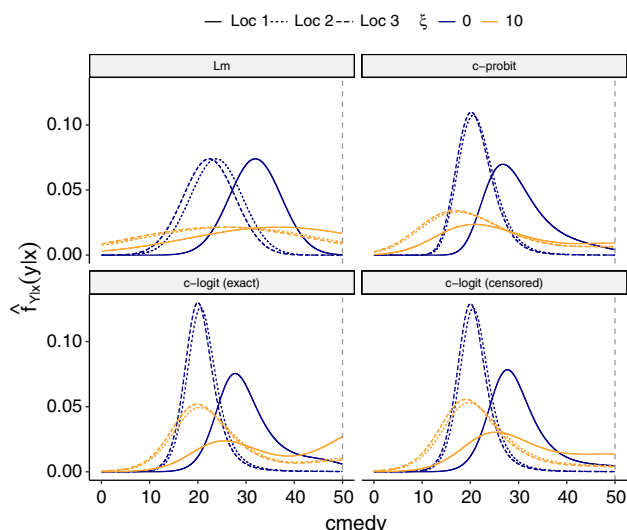 Loc 1 Loc 2 Loc 3 ξ 0 10
Lm c−probit
0.10
0.05
0.00
c−logit (exact) c−logit (censored)
0.10
0.05
0.00
0 10 20 30 40 50 0 10 20 30 40 50
f̂Y|x(y|x)
cmedv